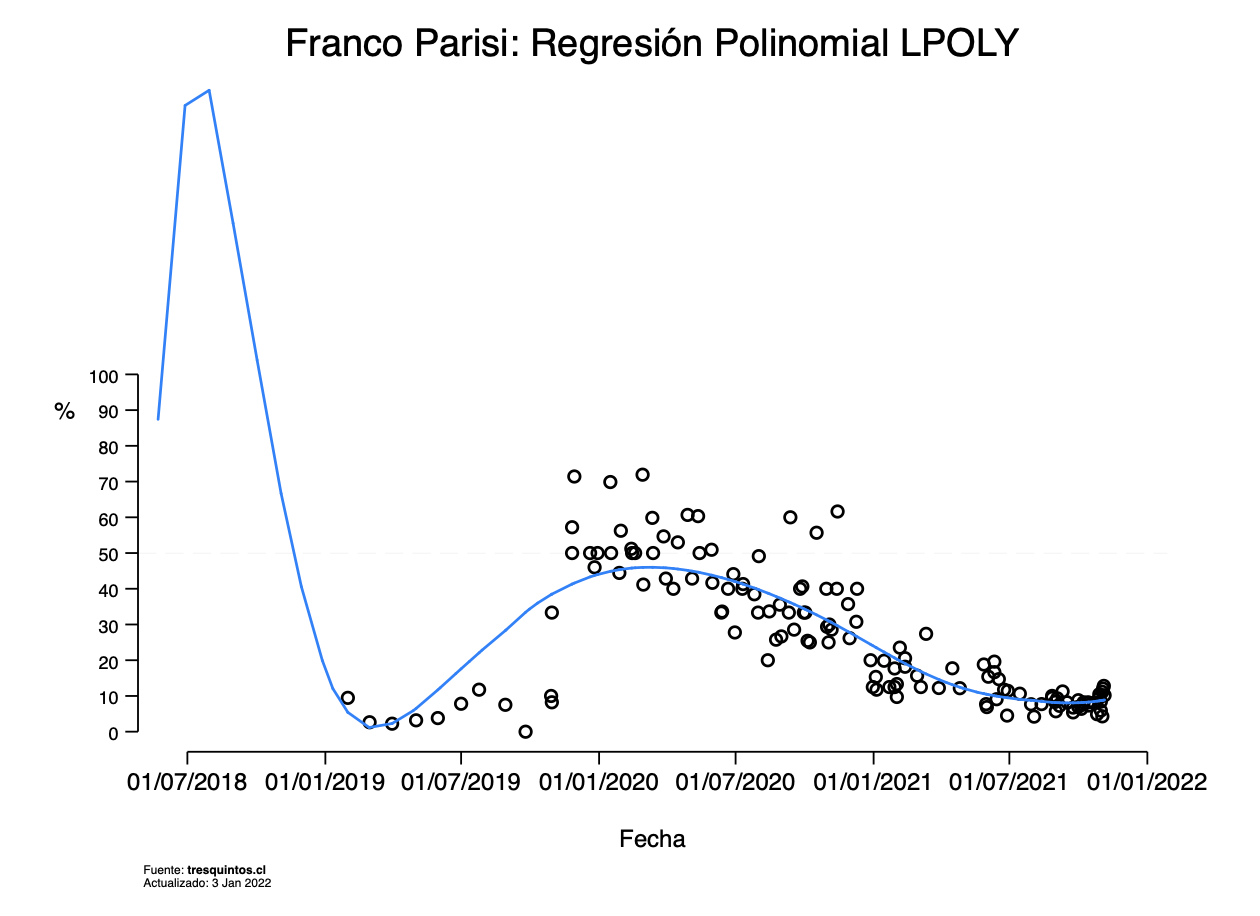 Franco Parisi: Regresión Polinomial LPOLY
100
%
90
80
70
60
50
40
30
20
10
0
01/07/2018 01/01/2019 01/07/2019 01/01/2020 01/07/2020 01/01/2021 01/07/2021 01/01/2022
Fecha
Fuente: tresquintos.cl
Actualizado: 3 Jan 2022